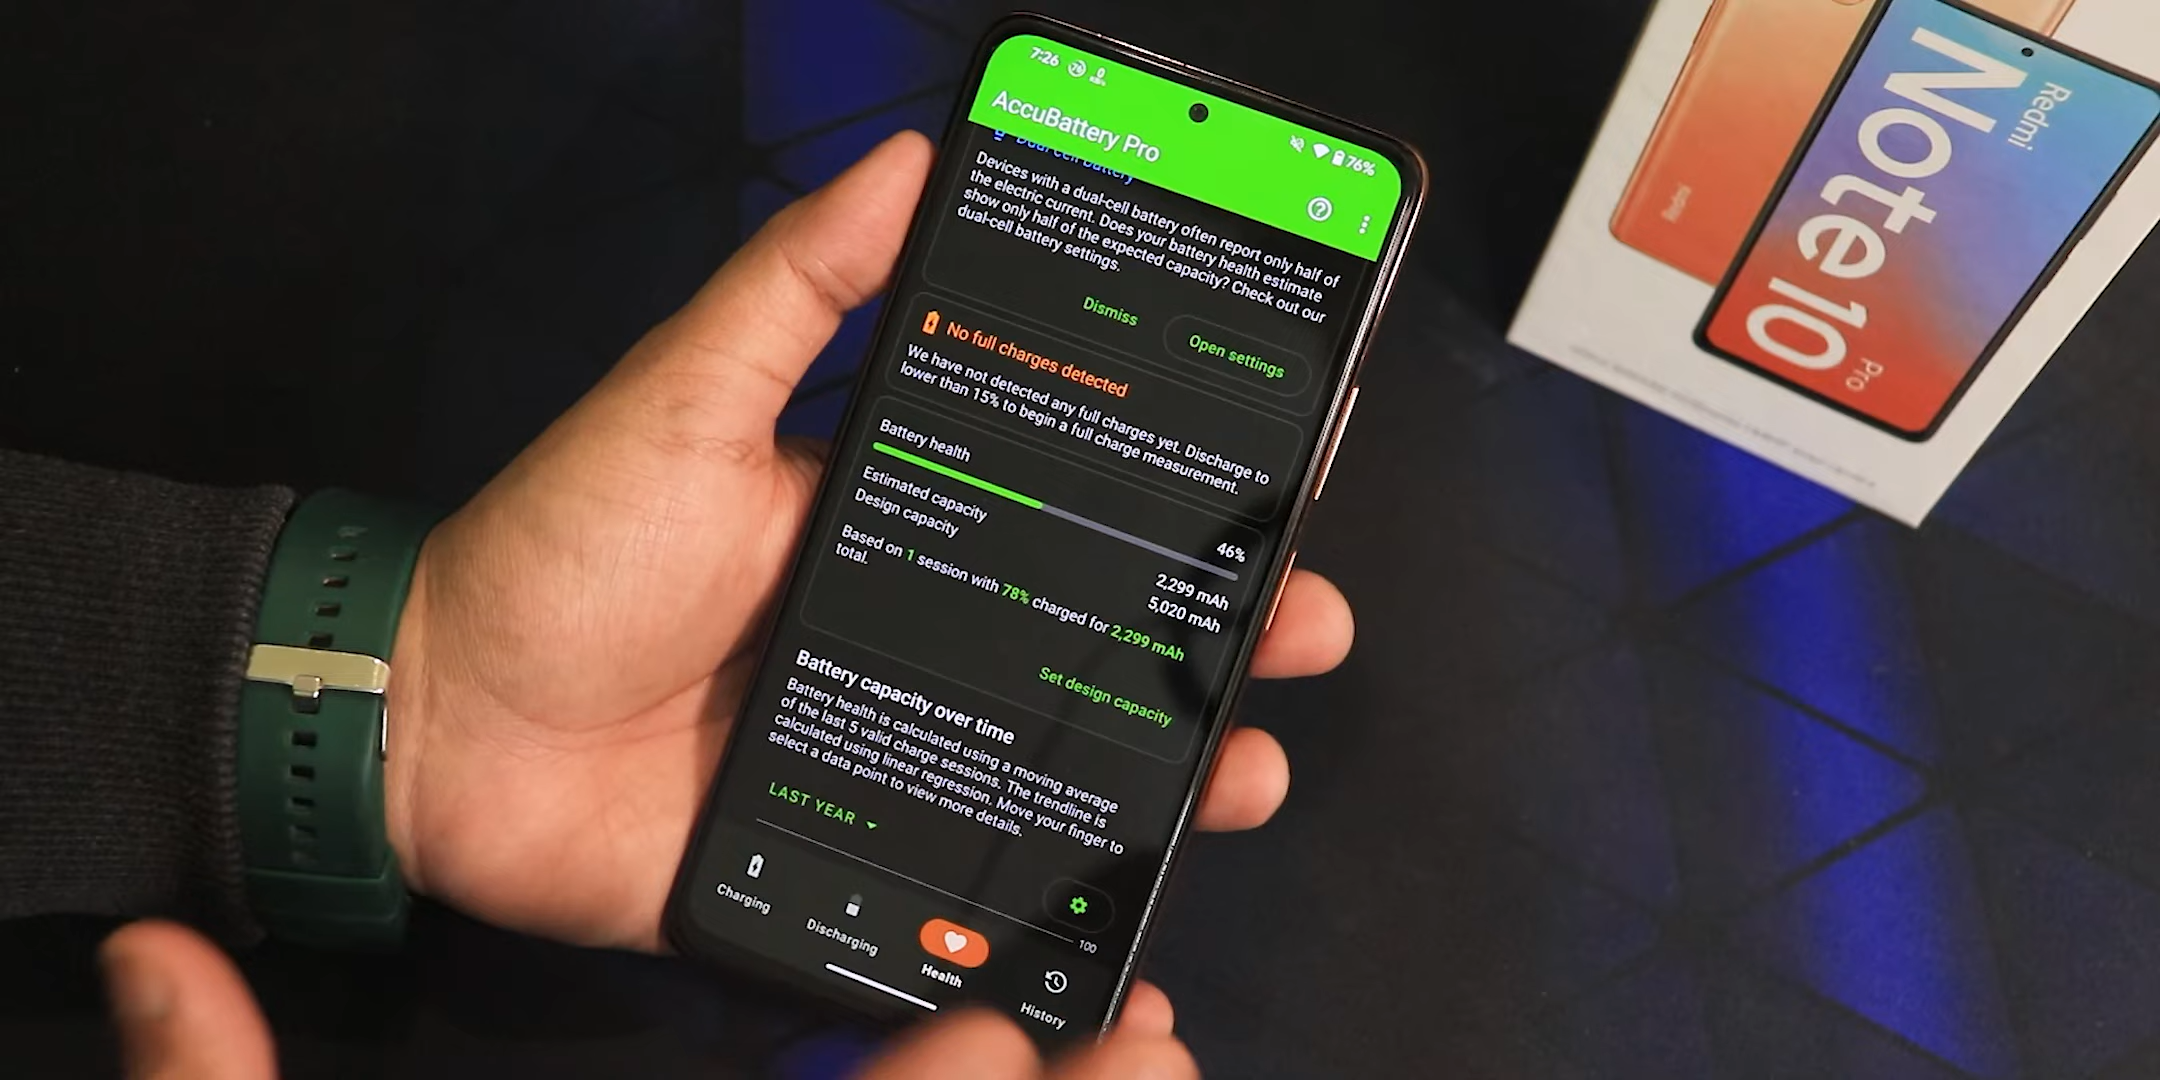 7:26
76%
AccuBattery Pro
Dual cell battery
Devices with a dual-cell battery often report only half of
the electric current. Does your battery health estimate
show only half of the expected capacity? Check out our
dual-cell battery settings.
Dismiss
Open settings
No full charges detected
We have not detected any full charges yet. Discharge to
lower than 15% to begin a full charge measurement.
Battery health
46%
Estimated capacity
2,299 mAh
Design capacity
5,020 mAh
Based on 1 session with 78% charged for 2,299 mAh
total.
Set design capacity
Battery capacity over time
Battery health is calculated using a moving average
of the last 5 valid charge sessions. The trendline is
calculated using linear regression. Move your finger to
select a data point to view more details.
LAST YEAR
100
Charging
Discharging
Health
History
Redmi
Note 10
Pro
Redmi